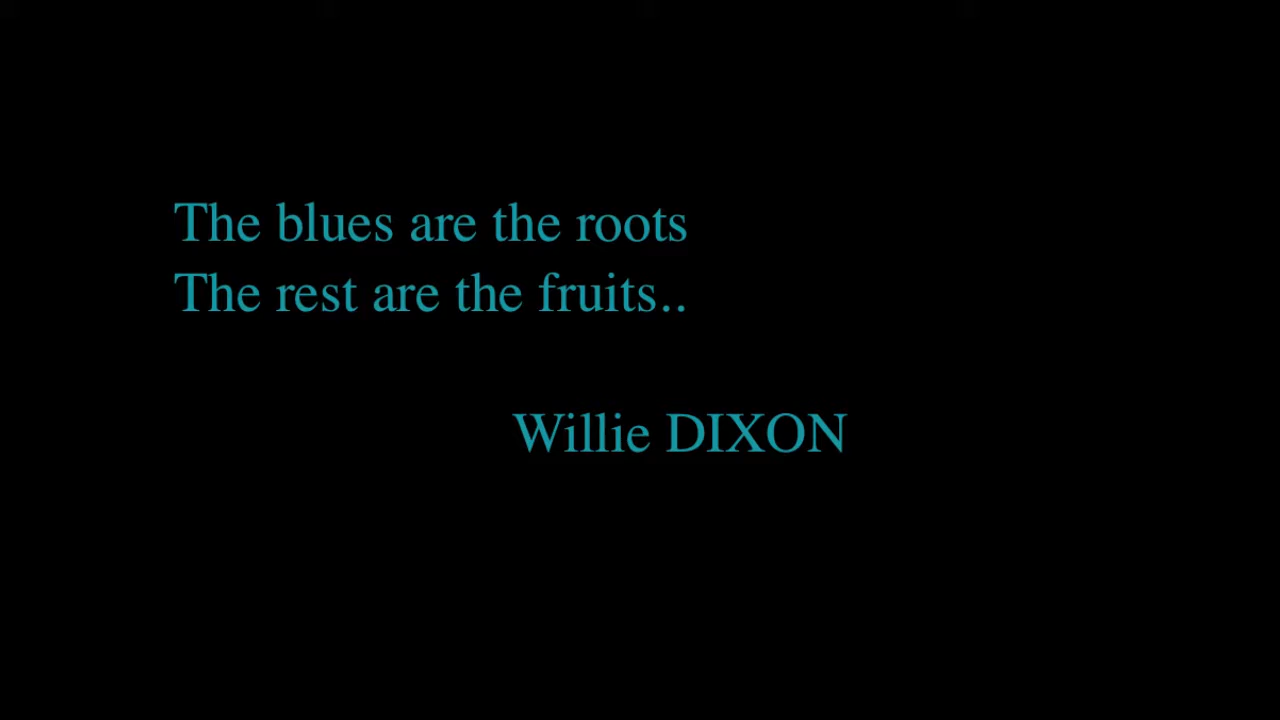 The blues are the roots
The rest are the fruits..
Willie DIXON